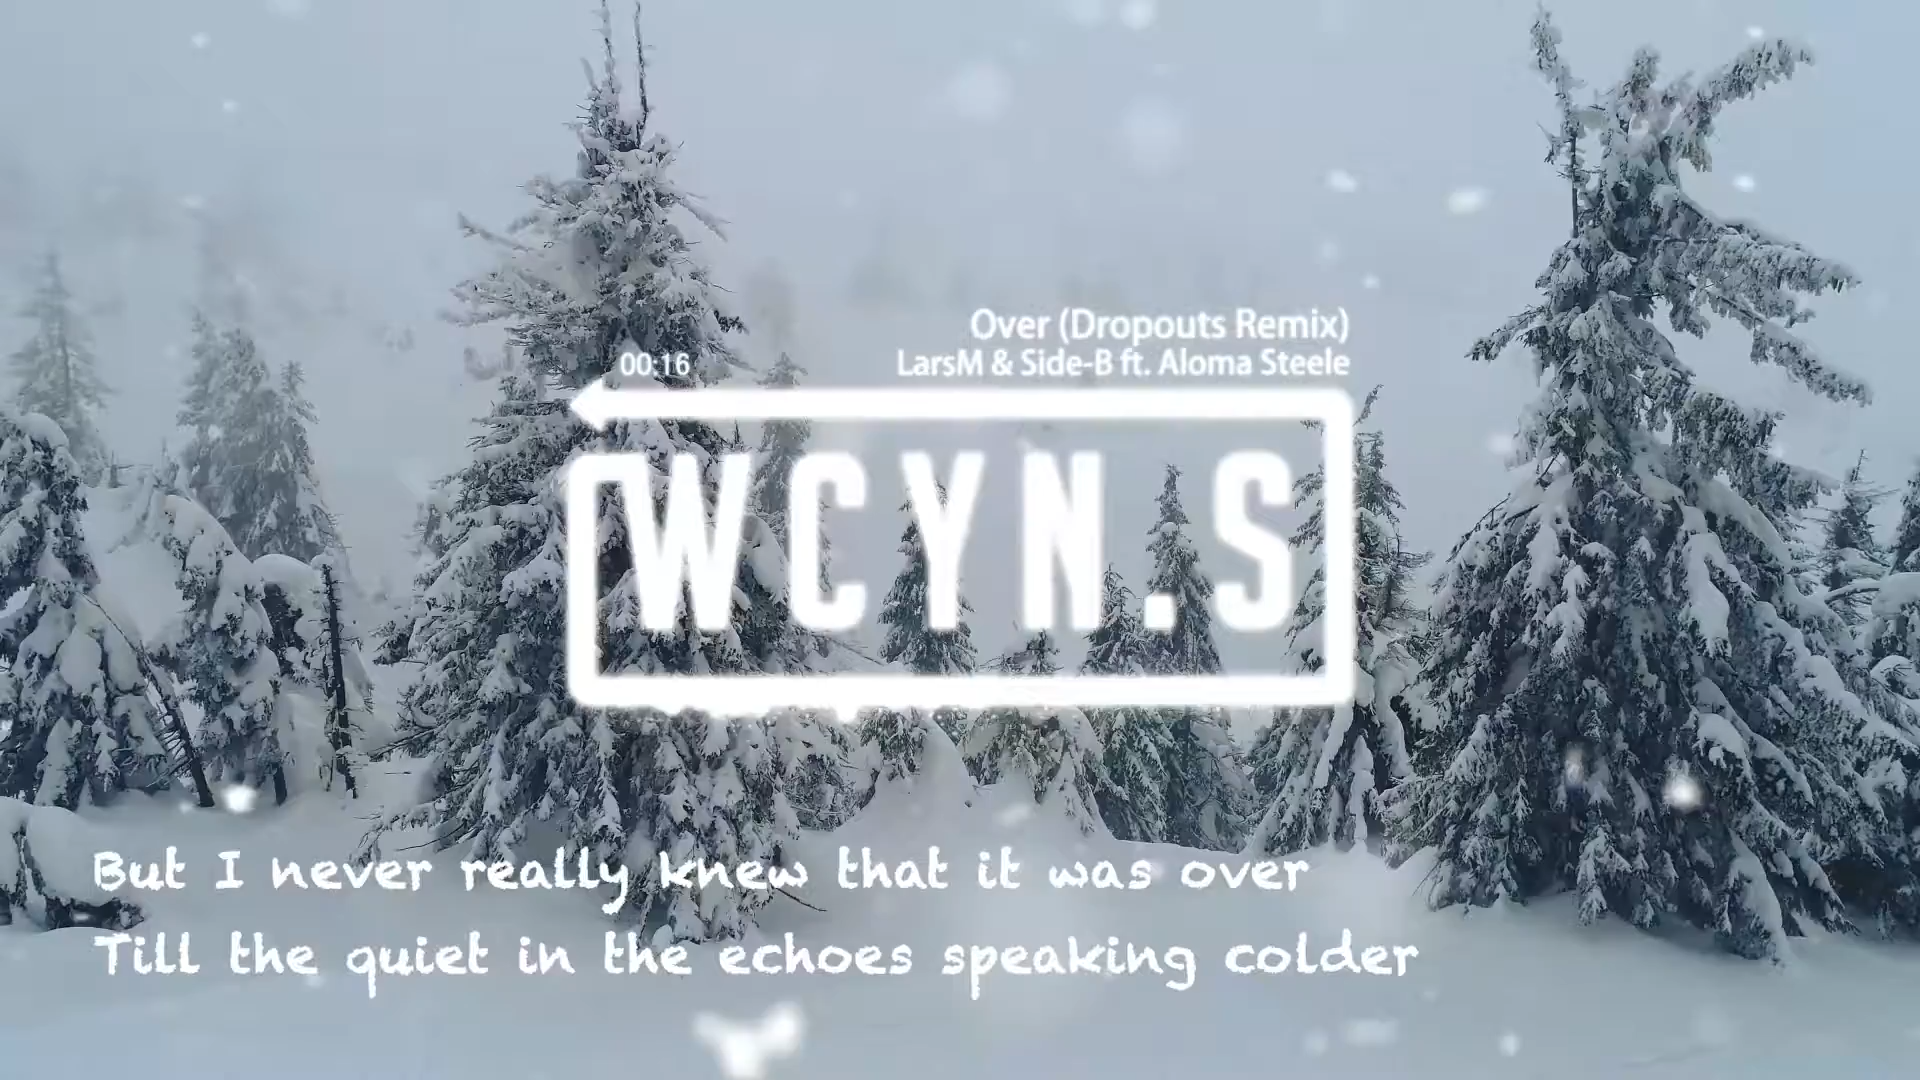 Over (Dropouts Remix)
00:16
LarsM & Side-B ft. Aloma Steele
WCYN.S
But I never really knew that it was over
Till the quiet in the echoes speaking colder